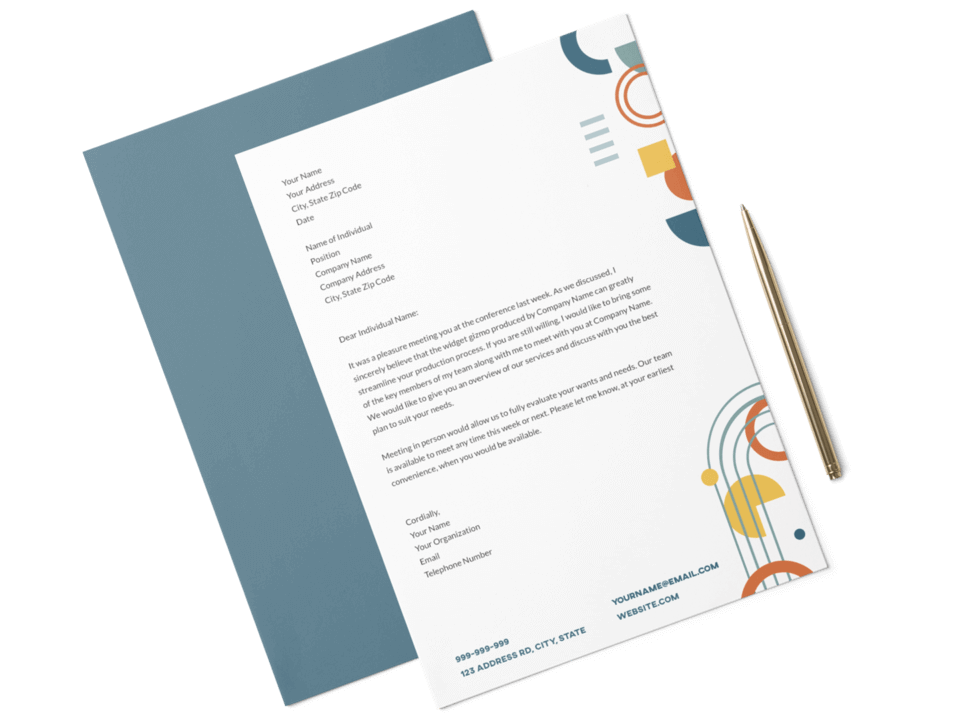 Your Name
Your Address
City, State Zip Code
Date
Name of Individual
Position
Company Name
Company Address
City, State Zip Code
Dear Individual Name:
It was a pleasure meeting you at the conference last week. As we discussed, I
sincerely believe that the widget gizmo produced by Company Name can greatly
streamline your production process. If you are still willing, I would like to bring some
of the key members of my team along with me to meet with you at Company Name.
We would like to give you an overview of our services and discuss with you the best
plan to suit your needs.
Meeting in person would allow us to fully evaluate your wants and needs. Our team
is available to meet any time this week or next. Please let me know, at your earliest
convenience, when you would be available.
Cordially,
Your Name
Your Organization
Email
Telephone Number
999-999-999
123 ADDRESS RD, CITY, STATE
YOURNAME@EMAIL.COM
WEBSITE.COM